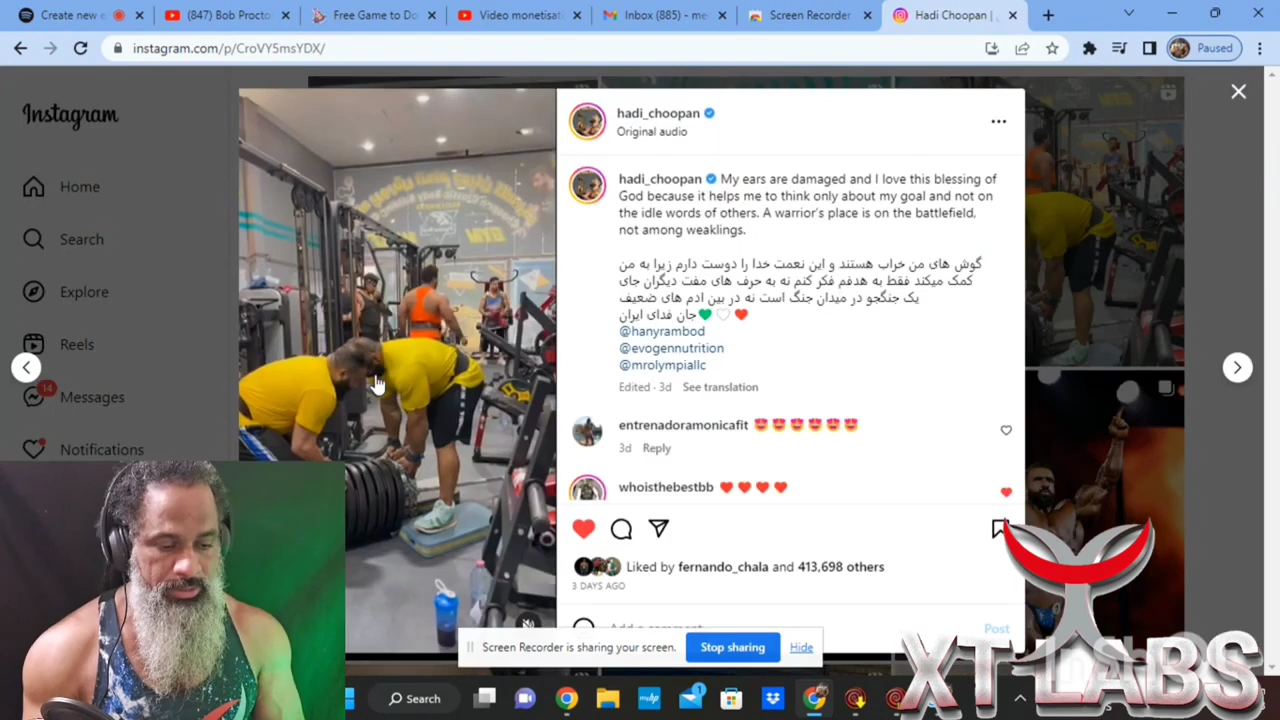 Create new e
(847) Bob Procto
Free Game to Do
Video monetisati
Inbox (885) - me
Screen Recorder
Hadi Choopan |
instagram.com/p/CroVY5msYDX/
Paused
Instagram
Home
Search
Explore
Reels
14
Messages
Notifications
hadi_choopan
Original audio
hadi_choopan My ears are damaged and I love this blessing of
God because it helps me to think only about my goal and not on
the idle words of others. A warrior's place is on the battlefield,
not among weaklings.
گوش های من خراب هستند و این نعمت خدا را دوست دارم زیرا به من
کمک میکند فقط به هدفم فکر کنم نه به حرف های مفت دیگران جای
یک جنگجو در میدان جنگ است نه در بین ادم های ضعیف
جان فدای ایران💚🤍❤️
@hanyrambod
@evogennutrition
@mrolympiallc
Edited · 3d See translation
entrenadoramonicafit 😍 😍 😍 😍 😍 😍
3d Reply
whoisthebestbb ❤️ ❤️ ❤️ ❤️
Liked by fernando_chala and 413,698 others
3 DAYS AGO
Post
Screen Recorder is sharing your screen.
Stop sharing
Hide
Search
1
XT LABS